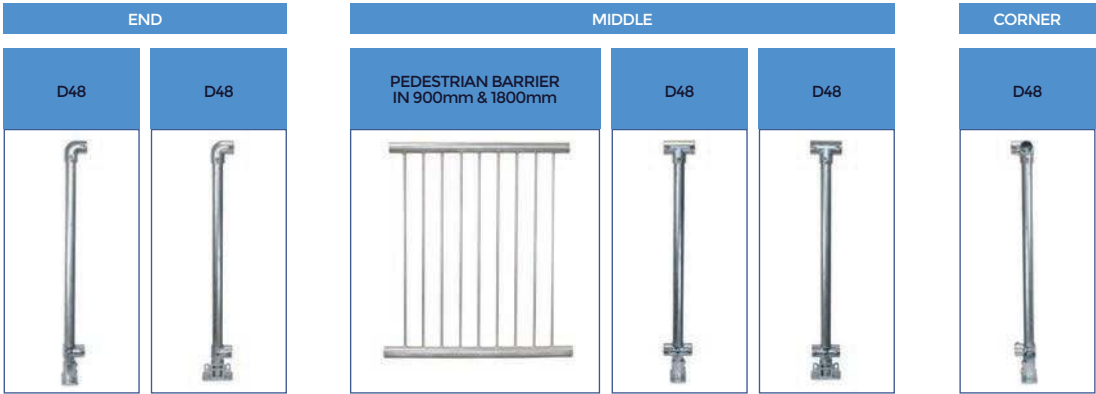 END
MIDDLE
CORNER
D48
D48
PEDESTRIAN BARRIER
IN 900mm & 1800mm
D48
D48
D48